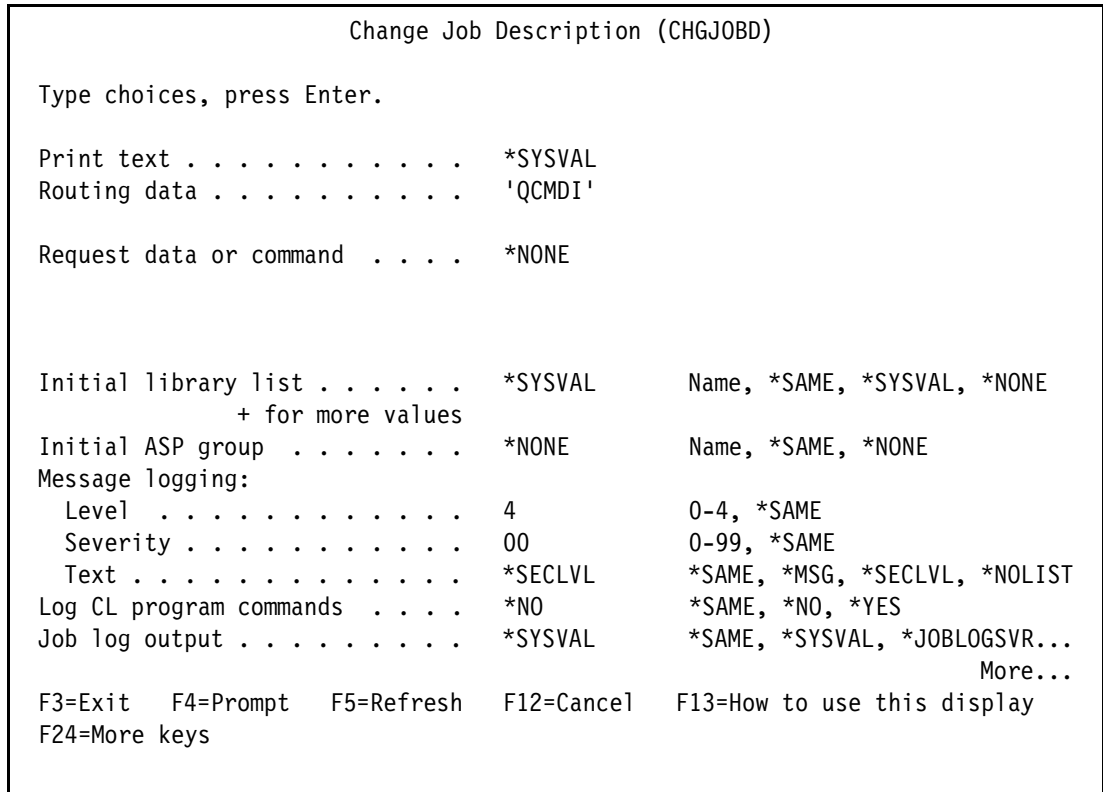 Change Job Description (CHGJOBD)
Type choices, press Enter.
Print text . . . . . . . . . . . *SYSVAL
Routing data . . . . . . . . . . 'QCMDI'
Request data or command . . . . *NONE
Initial library list . . . . . . *SYSVAL Name, *SAME, *SYSVAL, *NONE
+ for more values
Initial ASP group . . . . . . . *NONE Name, *SAME, *NONE
Message logging:
Level . . . . . . . . . . . . 4 0-4, *SAME
Severity . . . . . . . . . . . 00 0-99, *SAME
Text . . . . . . . . . . . . . *SECLVL *SAME, *MSG, *SECLVL, *NOLIST
Log CL program commands . . . . *NO *SAME, *NO, *YES
Job log output . . . . . . . . . *SYSVAL *SAME, *SYSVAL, *JOBLOGSVR...
More...
F3=Exit F4=Prompt F5=Refresh F12=Cancel F13=How to use this display
F24=More keys